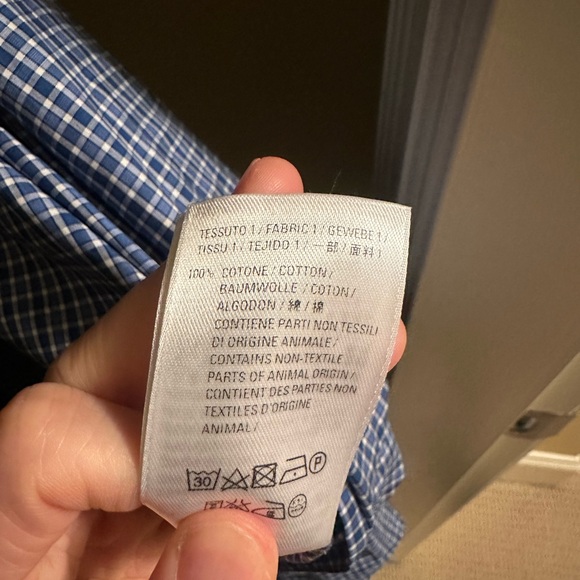 TESSUTO 1 / FABRIC 1 / GEWEBE 1 /
TISSU 1 / TEJIDO 1 / 一部 / 面料 1
100% COTONE / COTTON /
BAUMWOLLE / COTON /
ALGODON / 綿 / 棉
CONTIENE PARTI NON TESSILI
DI ORIGINE ANIMALE /
CONTAINS NON-TEXTILE
PARTS OF ANIMAL ORIGIN /
CONTIENT DES PARTIES NON
TEXTILES D'ORIGINE
ANIMAL /
30 P